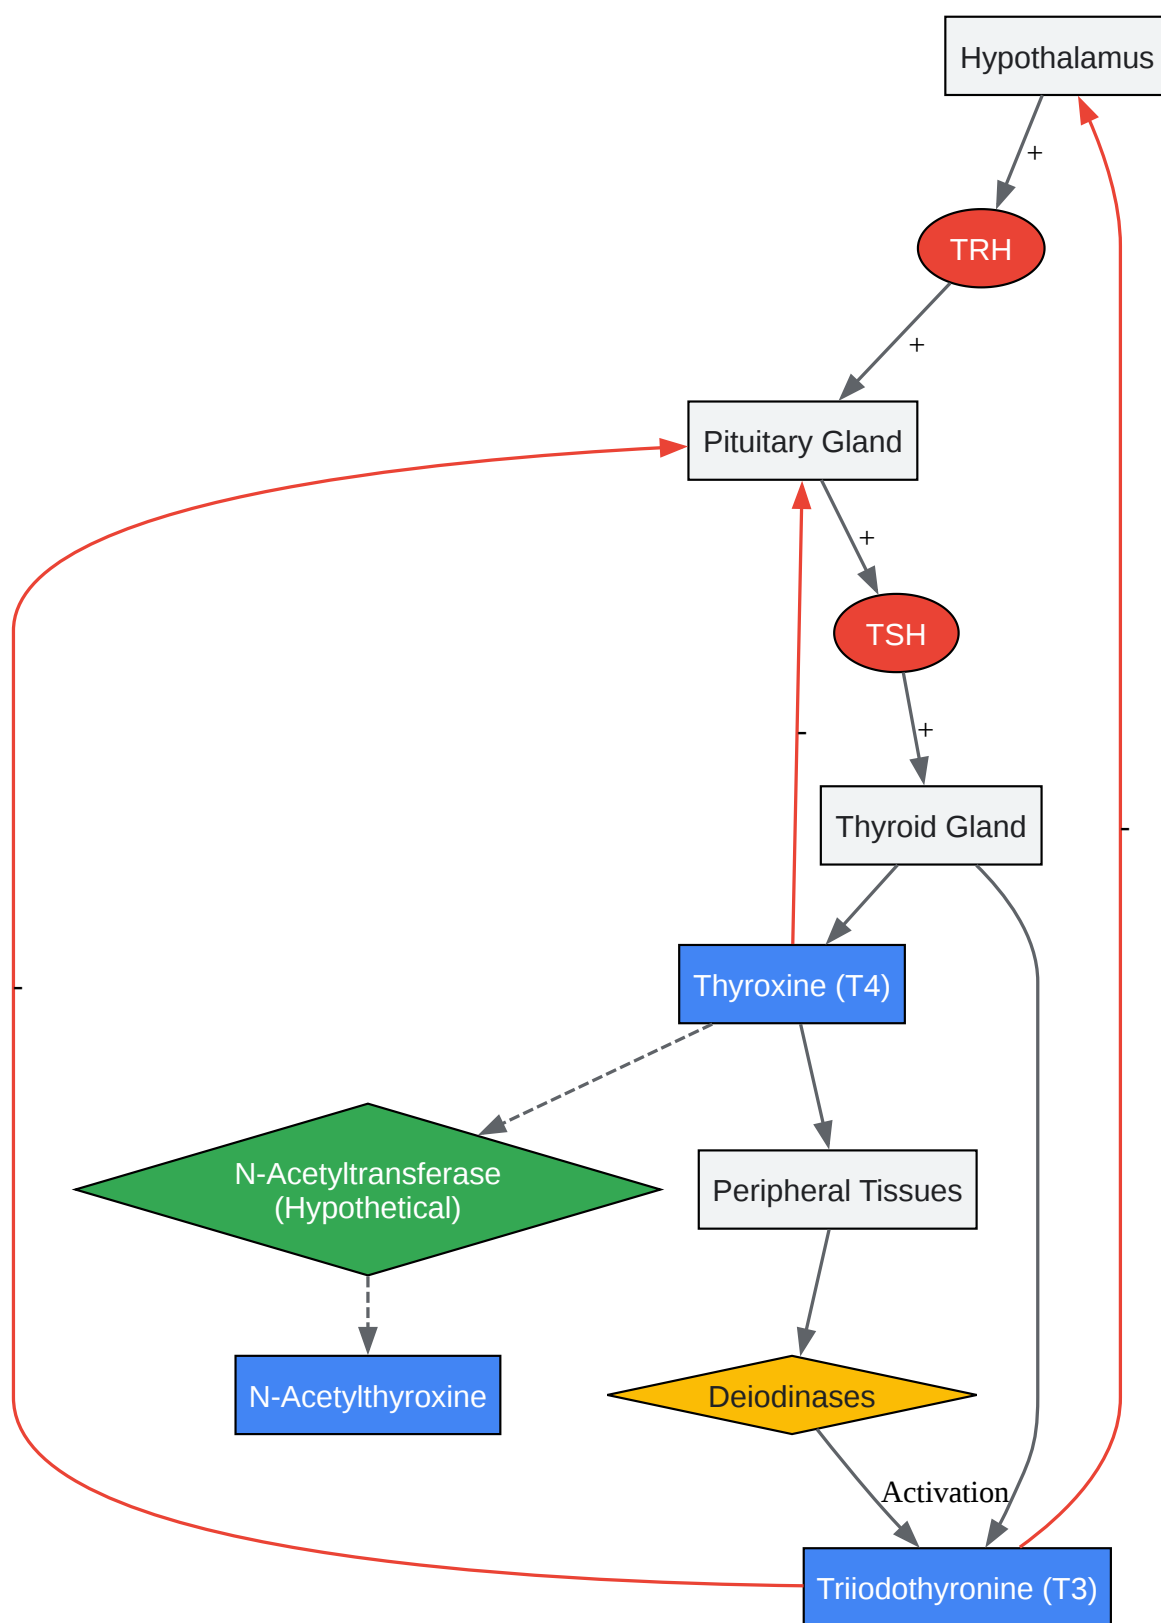 Hypothalamus
+
TRH
+
Pituitary Gland
+
TSH
+
-
Thyroid Gland
-
Thyroxine (T4)
-
N-Acetyltransferase
(Hypothetical)
Peripheral Tissues
N-Acetylthyroxine
Deiodinases
Activation
Triiodothyronine (T3)